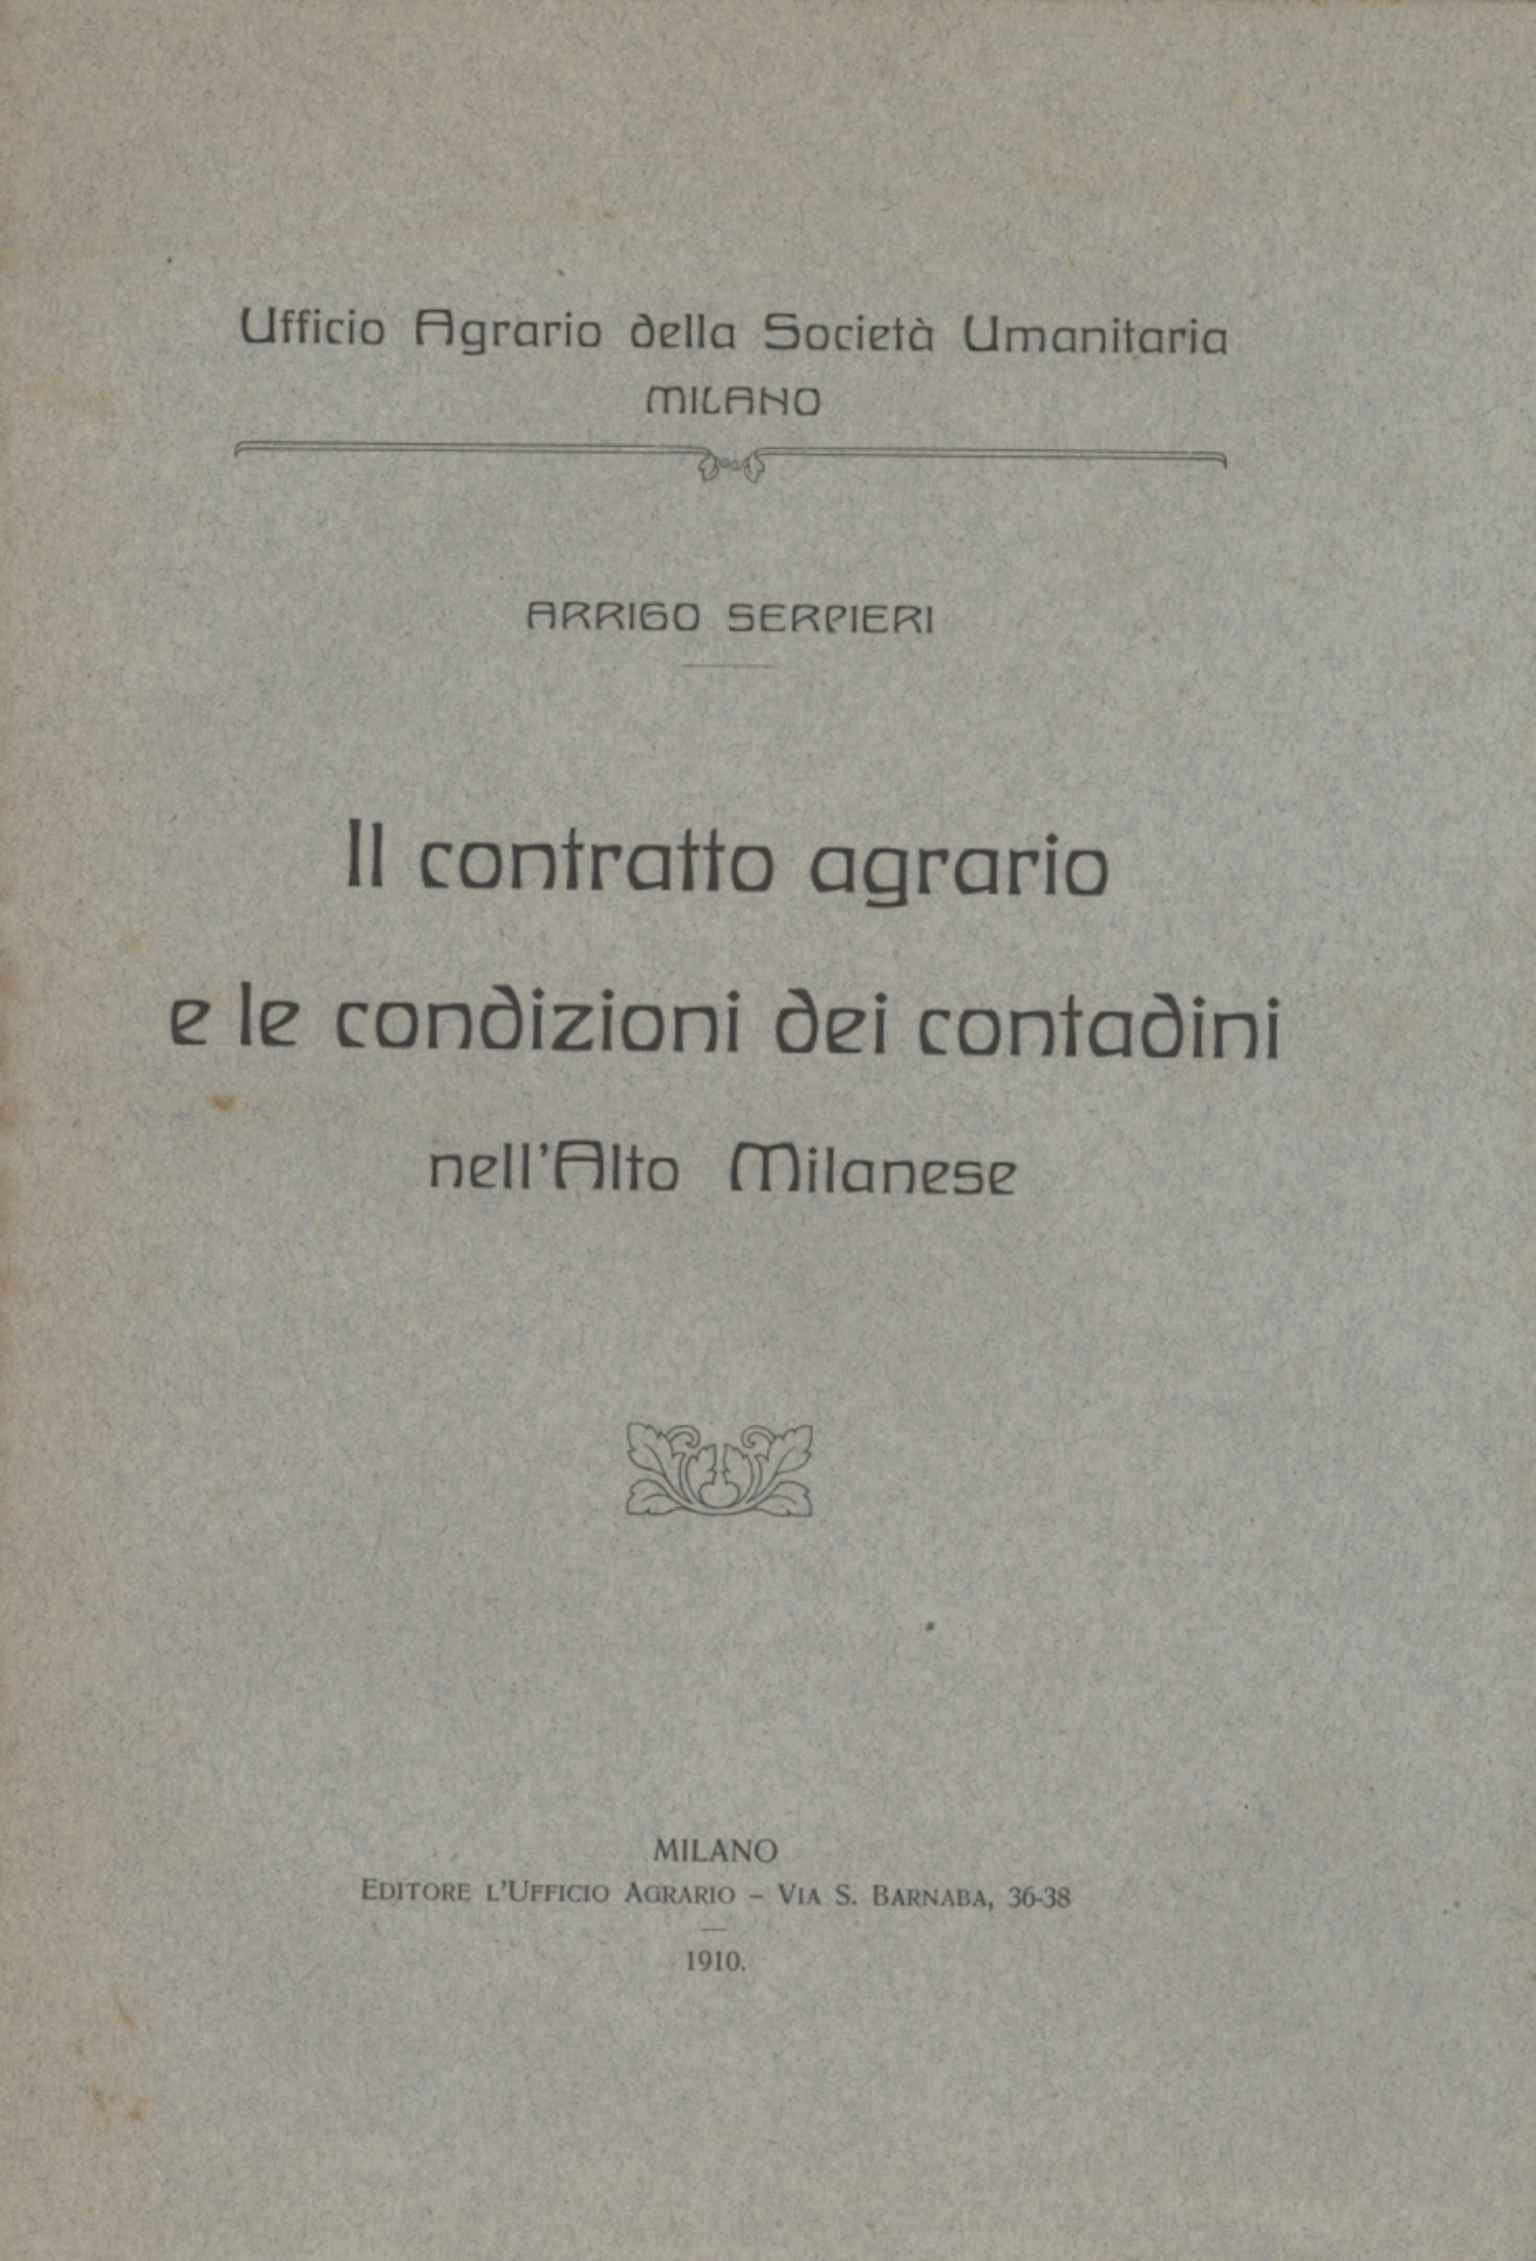 Ufficio Agrario della Società Umanitaria
MILANO
ARRIGO SERPIERI
Il contratto agrario
e le condizioni dei contadini
nell'Alto Milanese
MILANO
EDITORE L'UFFICIO AGRARIO – VIA S. BARNABA, 36-38
1910.